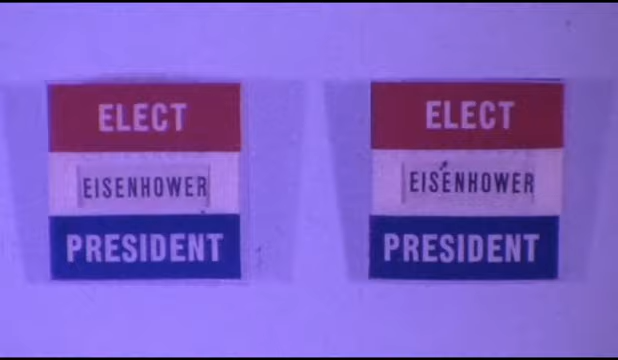 ELECT
EISENHOWER
PRESIDENT
ELECT
EISENHOWER
PRESIDENT